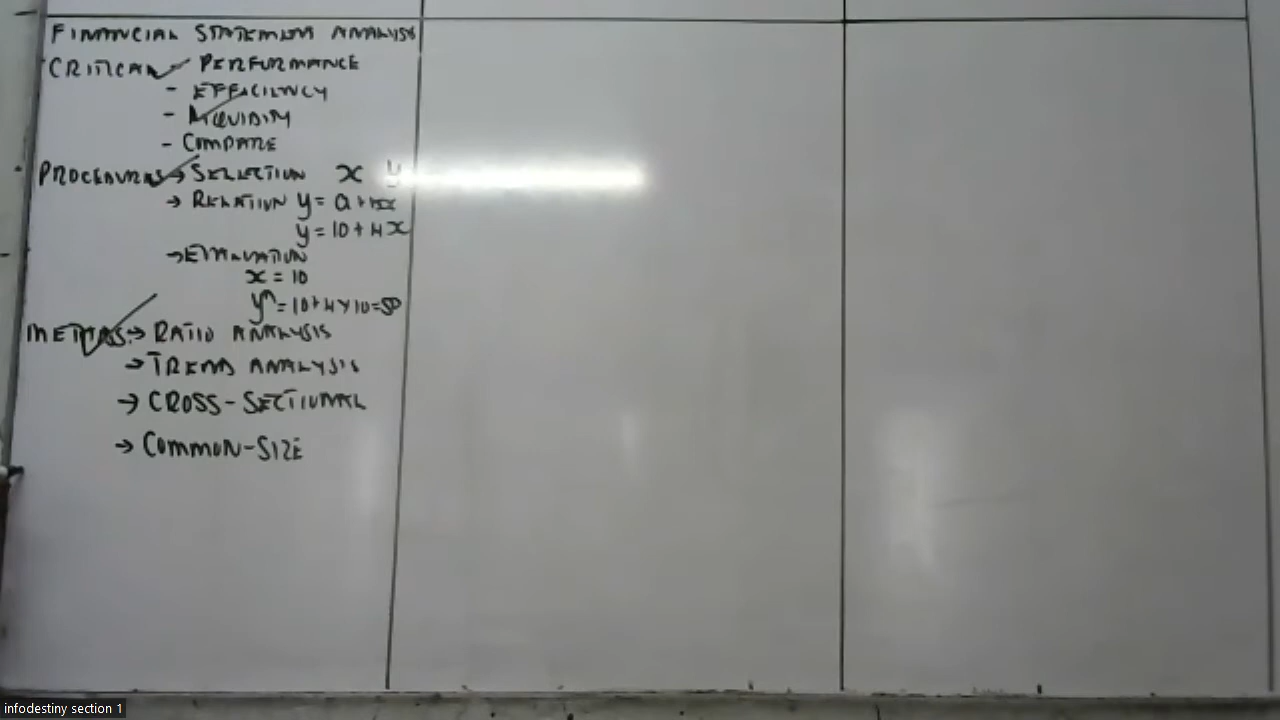 FINANCIAL STATEMENT ANALYSIS
CRITICAL - PERFORMANCE
- EFFICIENCY
- LIQUIDITY
- COMPARE
PROCEDURES → SELECTION x y
→ RELATION y = a + bx
y = 10 + 4x
→ EVALUATION
x = 10
y = 10 + 4 x 10 = 50
METHODS: → RATIO ANALYSIS
→ TREND ANALYSIS
→ CROSS-SECTIONAL
→ COMMON-SIZE
infodestiny section 1